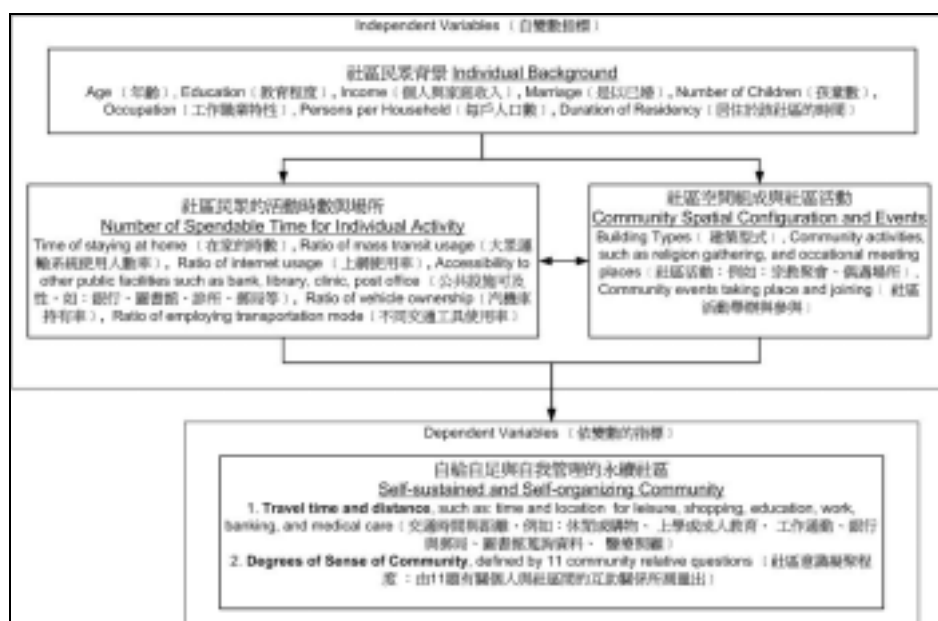 Independent Variables（自變數指標）
社區民眾背景 Individual Background
Age（年齡）, Education（教育程度）, Income（個人與家庭收入）, Marriage（是以已婚）, Number of Children（孩童數）,
Occupation（工作職業特性）, Persons per Household（每戶人口數）, Duration of Residency（居住於該社區的時間）
社區民眾的活動時數與場所
Number of Spendable Time for Individual Activity
Time of staying at home（在家的時數）, Ratio of mass transit usage（大眾運
輸系統使用人數率）, Ratio of internet usage（上網使用率）, Accessibility to
other public facilities such as bank, library, clinic, post office（公共設施可及
性，如：銀行、圖書館、診所、郵局等）, Ratio of vehicle ownership（汽機車
持有率）, Ratio of employing transportation mode（不同交通工具使用率）
社區空間組成與社區活動
Community Spatial Configuration and Events
Building Types（建築型式）, Community activities,
such as religion gathering, and occational meeting
places（社區活動：例如：宗教聚會、偶遇場所）,
Community events taking place and joining（社區
活動舉辦與參與）
Dependent Variables（依變數的指標）
自給自足與自我管理的永續社區
Self-sustained and Self-organizing Community
1. Travel time and distance, such as: time and location for leisure, shopping, education, work,
banking, and medical care（交通時間與距離，例如：休閒或購物、上學或成人教育、工作通勤、銀行
與郵局、圖書館蒐詢資料、醫療照顧）
2. Degrees of Sense of Community, defined by 11 community relative questions（社區意識凝聚程
度：由11題有關個人與社區間的互助關係所測量出）